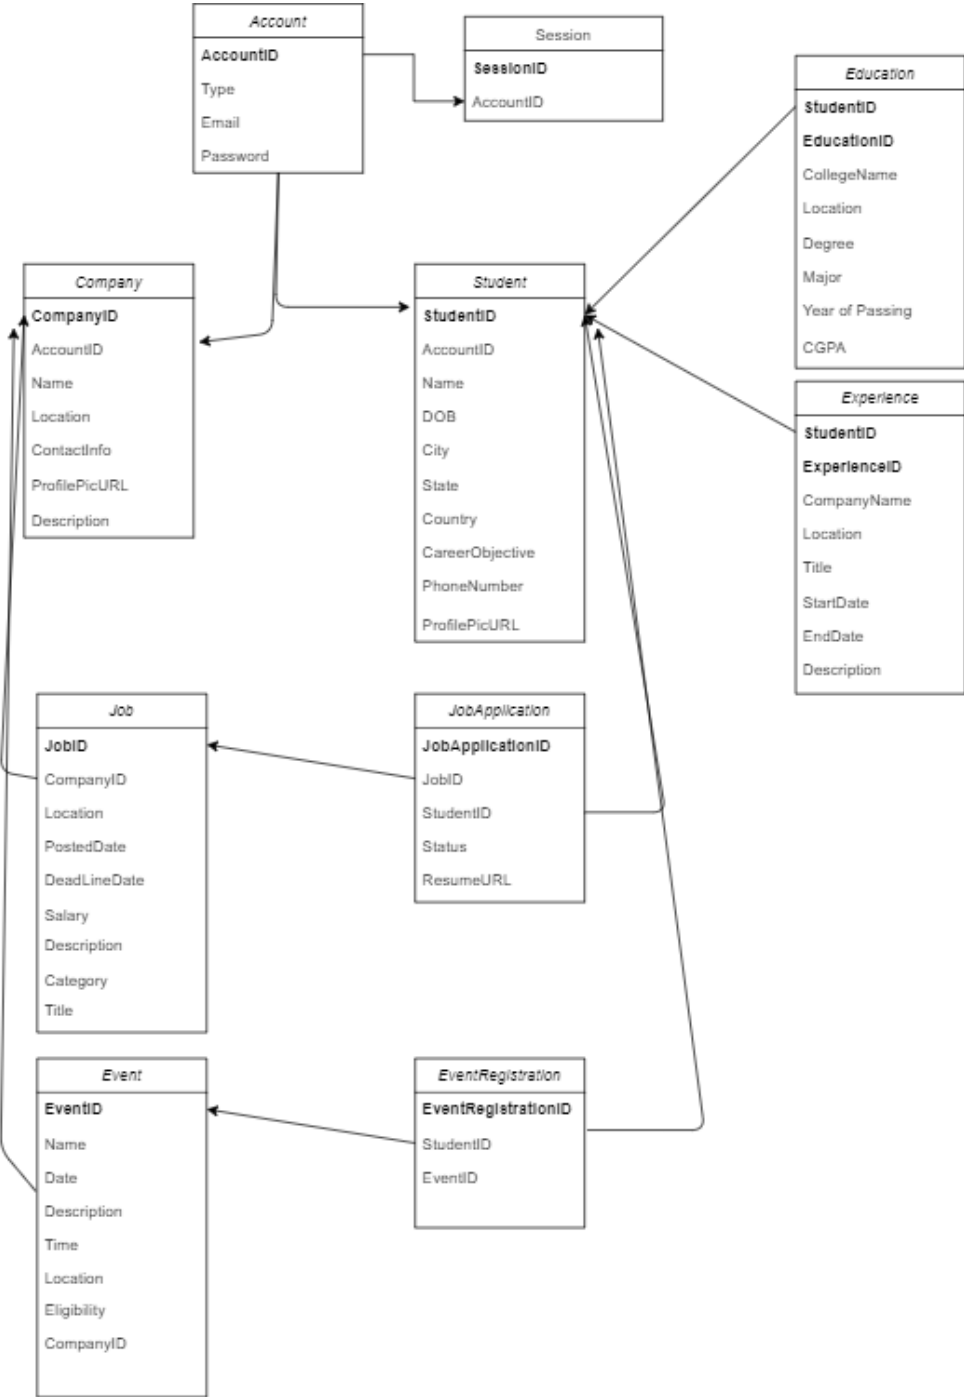 Account
AccountID
Type
Email
Password
Session
SessionID
AccountID
Education
StudentID
EducationID
CollegeName
Location
Degree
Major
Year of Passing
CGPA
Company
CompanyID
AccountID
Name
Location
ContactInfo
ProfilePicURL
Description
Student
StudentID
AccountID
Name
DOB
City
State
Country
CareerObjective
PhoneNumber
ProfilePicURL
Experience
StudentID
ExperienceID
CompanyName
Location
Title
StartDate
EndDate
Description
Job
JobID
CompanyID
Location
PostedDate
DeadLineDate
Salary
Description
Category
Title
JobApplication
JobApplicationID
JobID
StudentID
Status
ResumeURL
Event
EventID
Name
Date
Description
Time
Location
Eligibility
CompanyID
EventRegistration
EventRegistrationID
StudentID
EventID